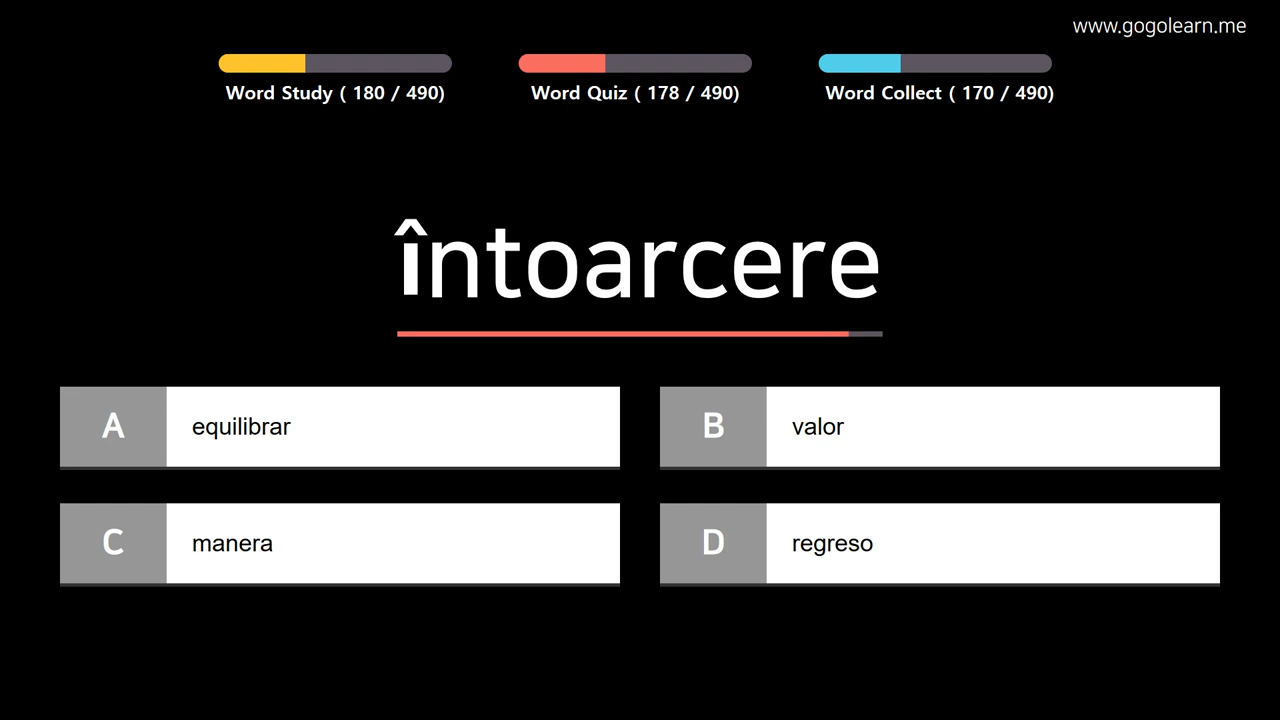 www.gogolearn.me
Word Study ( 180 / 490)
Word Quiz ( 178 / 490)
Word Collect ( 170 / 490)
întoarcere
A equilibrar
B valor
C manera
D regreso